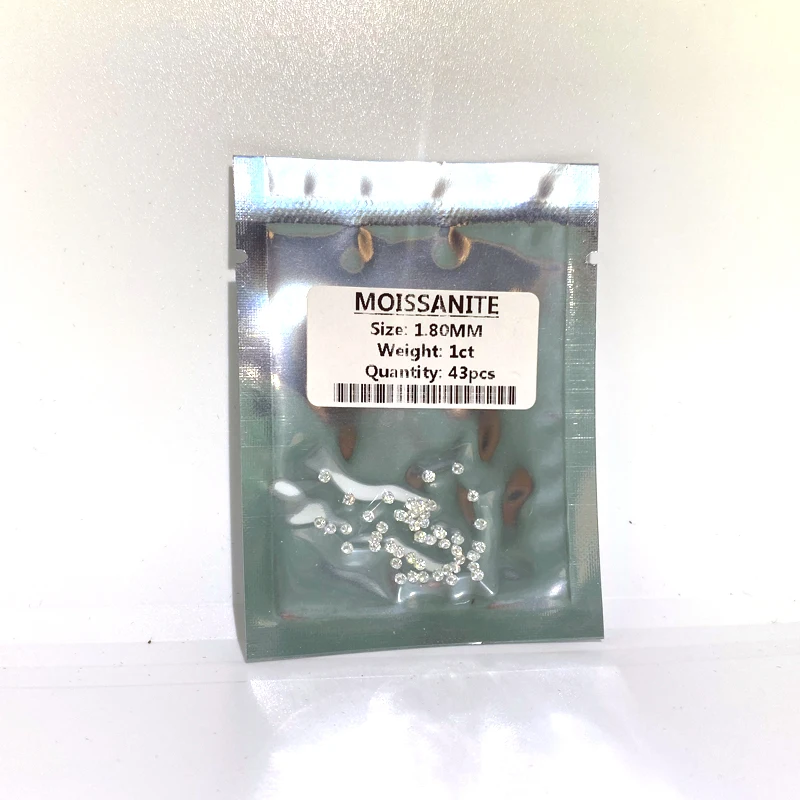 MOISSANITE
Size: 1.80MM
Weight: 1ct
Quantity: 43pcs